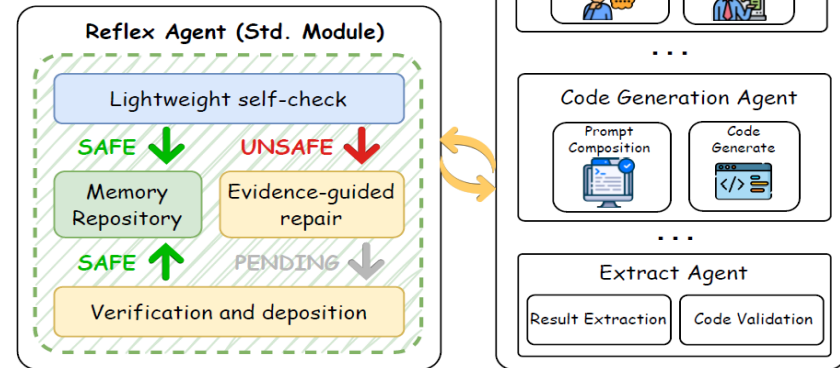 Reflex Agent (Std. Module)
Lightweight self-check
SAFE
UNSAFE
Memory
Repository
Evidence-guided
repair
SAFE
PENDING
Verification and deposition
...
Code Generation Agent
Prompt
Composition
Code
Generate
</>
...
Extract Agent
Result Extraction
Code Validation